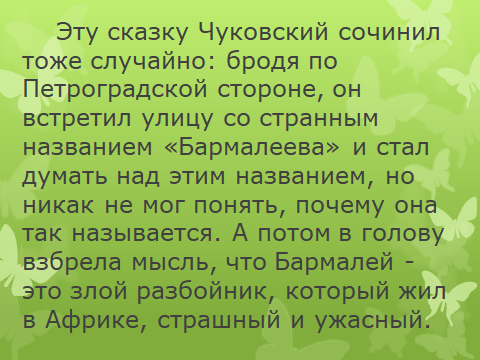 Эту сказку Чуковский сочинил
тоже случайно: бродя по
Петроградской стороне, он
встретил улицу со странным
названием «Бармалеева» и стал
думать над этим названием, но
никак не мог понять, почему она
так называется. А потом в голову
взбрела мысль, что Бармалей -
это злой разбойник, который жил
в Африке, страшный и ужасный.